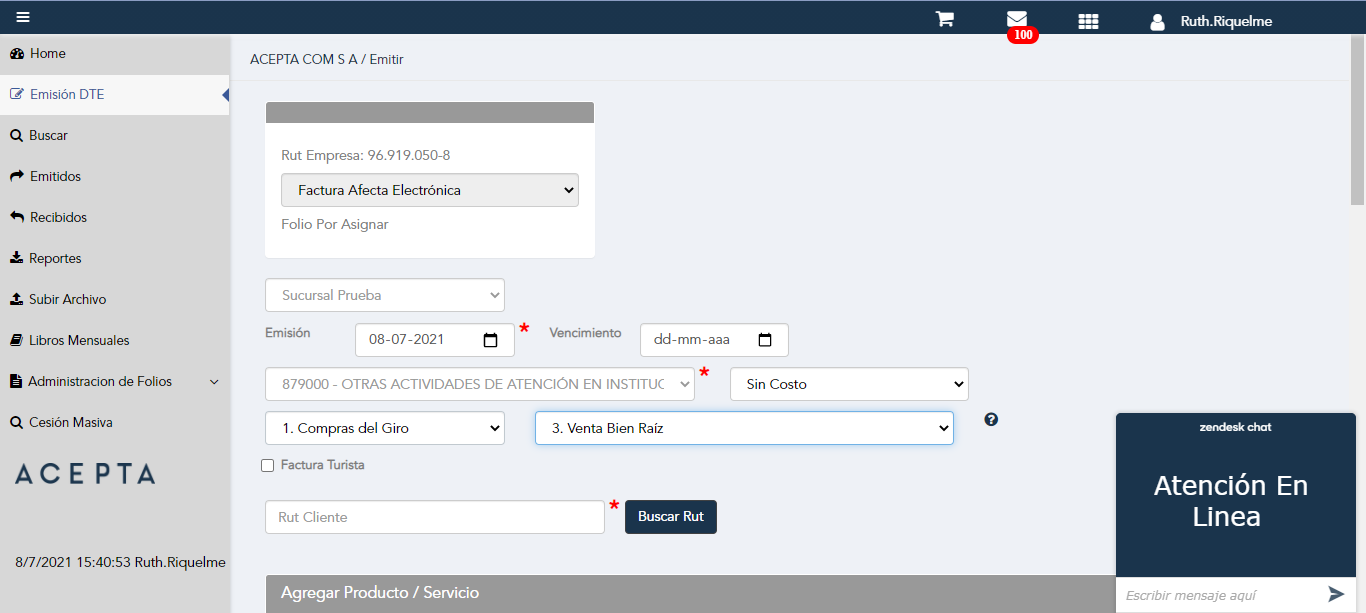 100
Ruth.Riquelme
Home
Emisión DTE
Buscar
Emitidos
Recibidos
Reportes
Subir Archivo
Libros Mensuales
Administracion de Folios
Cesión Masiva
ACEPTA
8/7/2021 15:40:53 Ruth.Riquelme
ACEPTA COM S A / Emitir
Rut Empresa: 96.919.050-8
Factura Afecta Electrónica
Folio Por Asignar
Sucursal Prueba
Emisión 08-07-2021 * Vencimiento dd-mm-aaa
879000 - OTRAS ACTIVIDADES DE ATENCIÓN EN INSTITUC * Sin Costo
1. Compras del Giro 3. Venta Bien Raíz ?
Factura Turista
Rut Cliente * Buscar Rut
Agregar Producto / Servicio
zendesk chat
Atención En
Linea
Escribir mensaje aquí